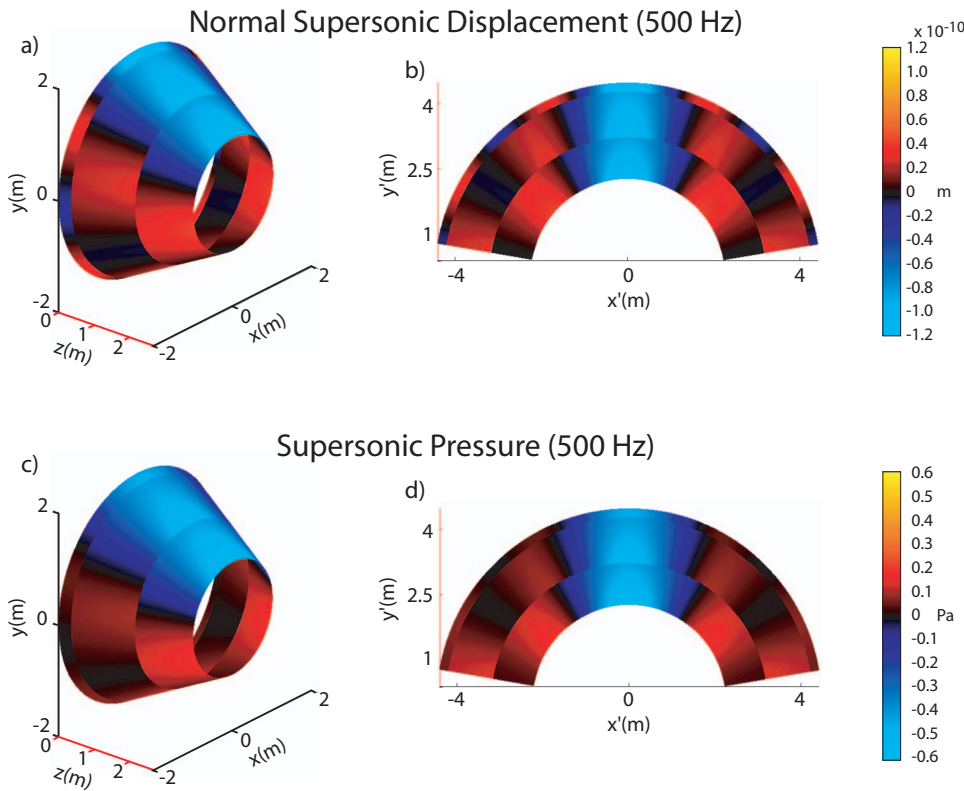 Normal Supersonic Displacement (500 Hz)
a)
2
0
-2
y(m)
0
1
2
z(m)
-2
0
2
x(m)
b)
4
2.5
1
y'(m)
-4
0
4
x'(m)
x 10⁻¹⁰
1.2
1.0
0.8
0.6
0.4
0.2
0
-0.2
-0.4
-0.6
-0.8
-1.0
-1.2
m
Supersonic Pressure (500 Hz)
c)
2
0
-2
y(m)
0
1
2
z(m)
-2
0
2
x(m)
d)
4
2.5
1
y'(m)
-4
0
4
x'(m)
0.6
0.5
0.4
0.3
0.2
0.1
0
-0.1
-0.2
-0.3
-0.4
-0.5
-0.6
Pa